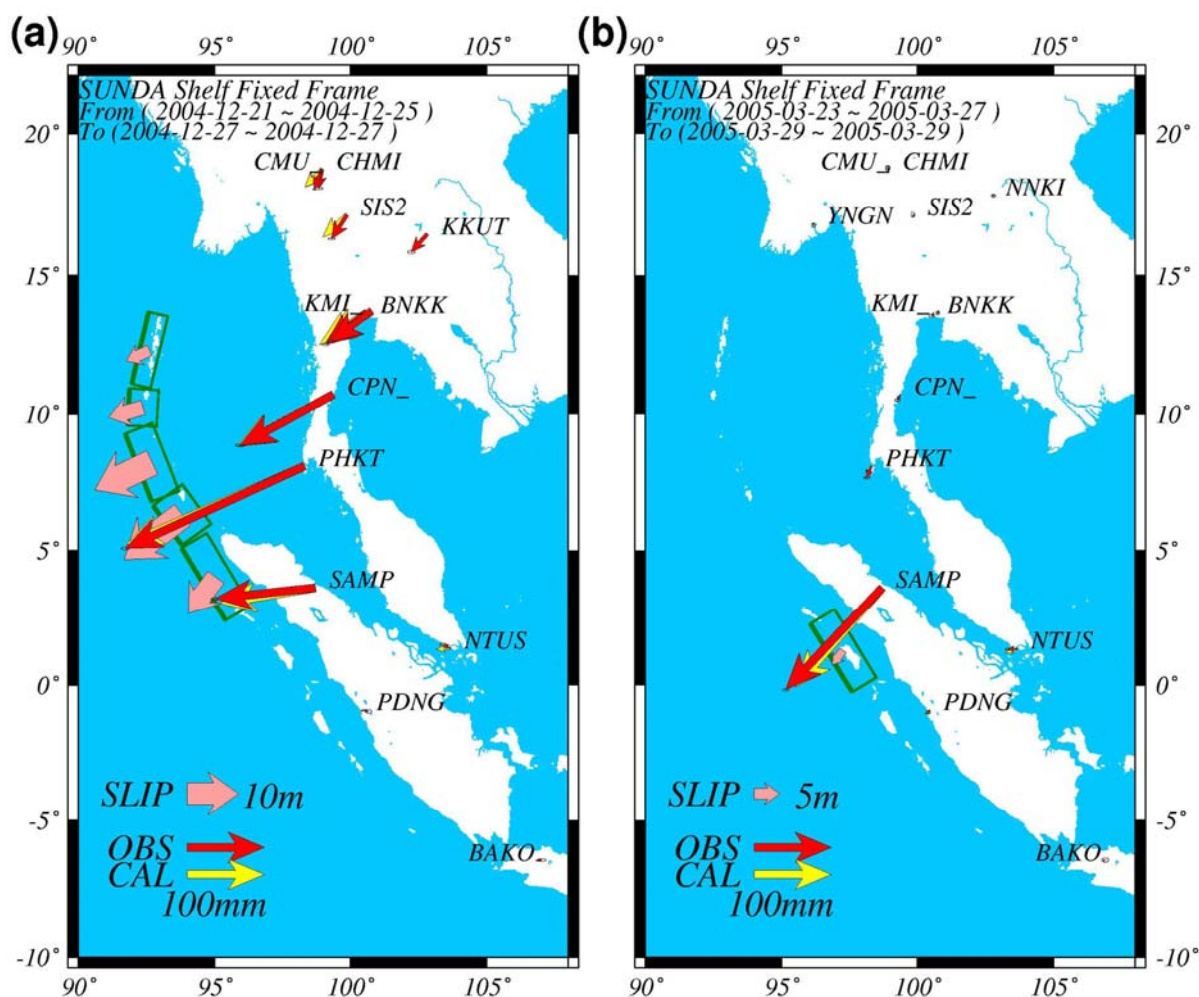 (a)
90° 95° 100° 105°
SUNDA Shelf Fixed Frame
From ( 2004-12-21 ~ 2004-12-25 )
To (2004-12-27 ~ 2004-12-27 )
20°
CMU_ CHMI
SIS2
KKUT
15°
KMI_ BNKK
CPN_
10°
PHKT
5°
SAMP
NTUS
0°
PDNG
SLIP 10m
-5°
OBS
BAKO
CAL
100mm
-10°
90° 95° 100° 105°
(b)
90° 95° 100° 105°
SUNDA Shelf Fixed Frame
From ( 2005-03-23 ~ 2005-03-27 )
To (2005-03-29 ~ 2005-03-29 )
20°
CMU_ CHMI
NNKI
YNGN SIS2
15°
KMI_ BNKK
CPN_
10°
PHKT
5°
SAMP
NTUS
0°
PDNG
SLIP 5m
-5°
OBS
BAKO
CAL
100mm
-10°
90° 95° 100° 105°